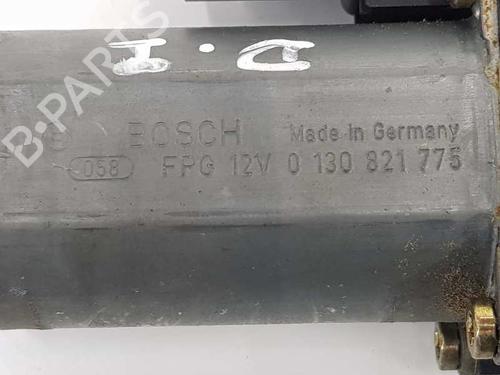 D.I
BOSCH Made in Germany
058 FPG 12V 0 130 821 775
B-PARTS